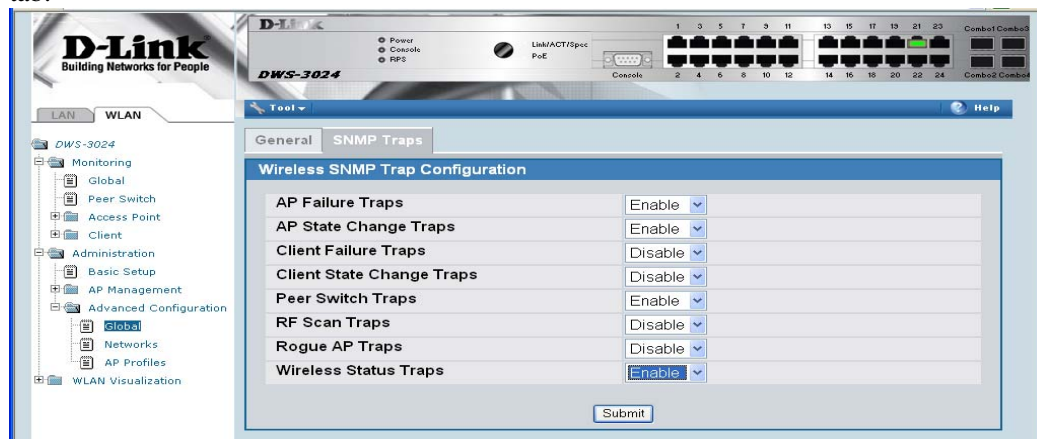 D-Link
Building Networks for People
D-Link
Power
Console
RPS
Link/ACT/Spee
PoE
DWS-3024
Console
1 3 5 7 9 11 13 15 17 19 21 23
2 4 6 8 10 12 14 16 18 20 22 24
Combo1 Combo3
Combo2 Combo4
LAN WLAN
Tool
Help
DWS-3024
Monitoring
Global
Peer Switch
Access Point
Client
Administration
Basic Setup
AP Management
Advanced Configuration
Global
Networks
AP Profiles
WLAN Visualization
General SNMP Traps
Wireless SNMP Trap Configuration
AP Failure Traps Enable
AP State Change Traps Enable
Client Failure Traps Disable
Client State Change Traps Disable
Peer Switch Traps Enable
RF Scan Traps Disable
Rogue AP Traps Disable
Wireless Status Traps Enable
Submit